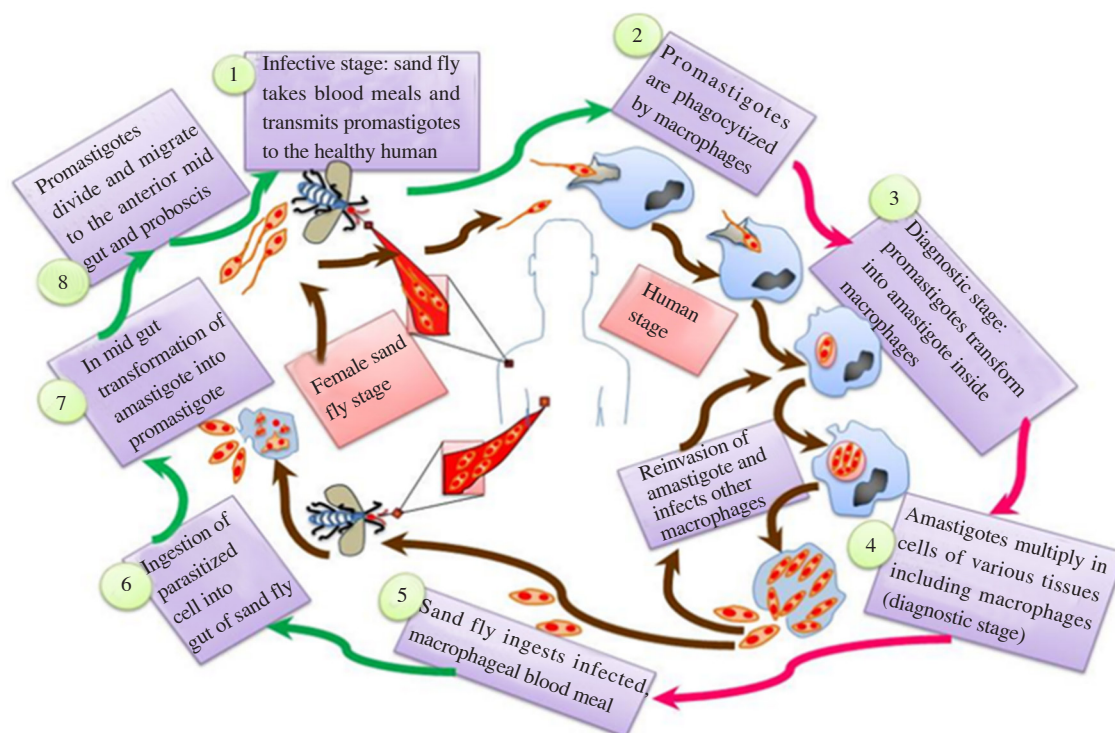 1
Infective stage: sand fly
takes blood meals and
transmits promastigotes
to the healthy human
2
Promastigotes
are phagocytized
by macrophages
3
Diagnostic stage:
promastigotes transform
into amastigote inside
macrophages
4
Amastigotes multiply in
cells of various tissues
including macrophages
(diagnostic stage)
5
Sand fly ingests infected,
macrophageal blood meal
6
Ingestion of
parasitized
cell into
gut of sand fly
7
In mid gut
transformation of
amastigote into
promastigote
8
Promastigotes
divide and migrate
to the anterior mid
gut and proboscis
Female sand
fly stage
Human
stage
Reinvasion of
amastigote and
infects other
macrophages